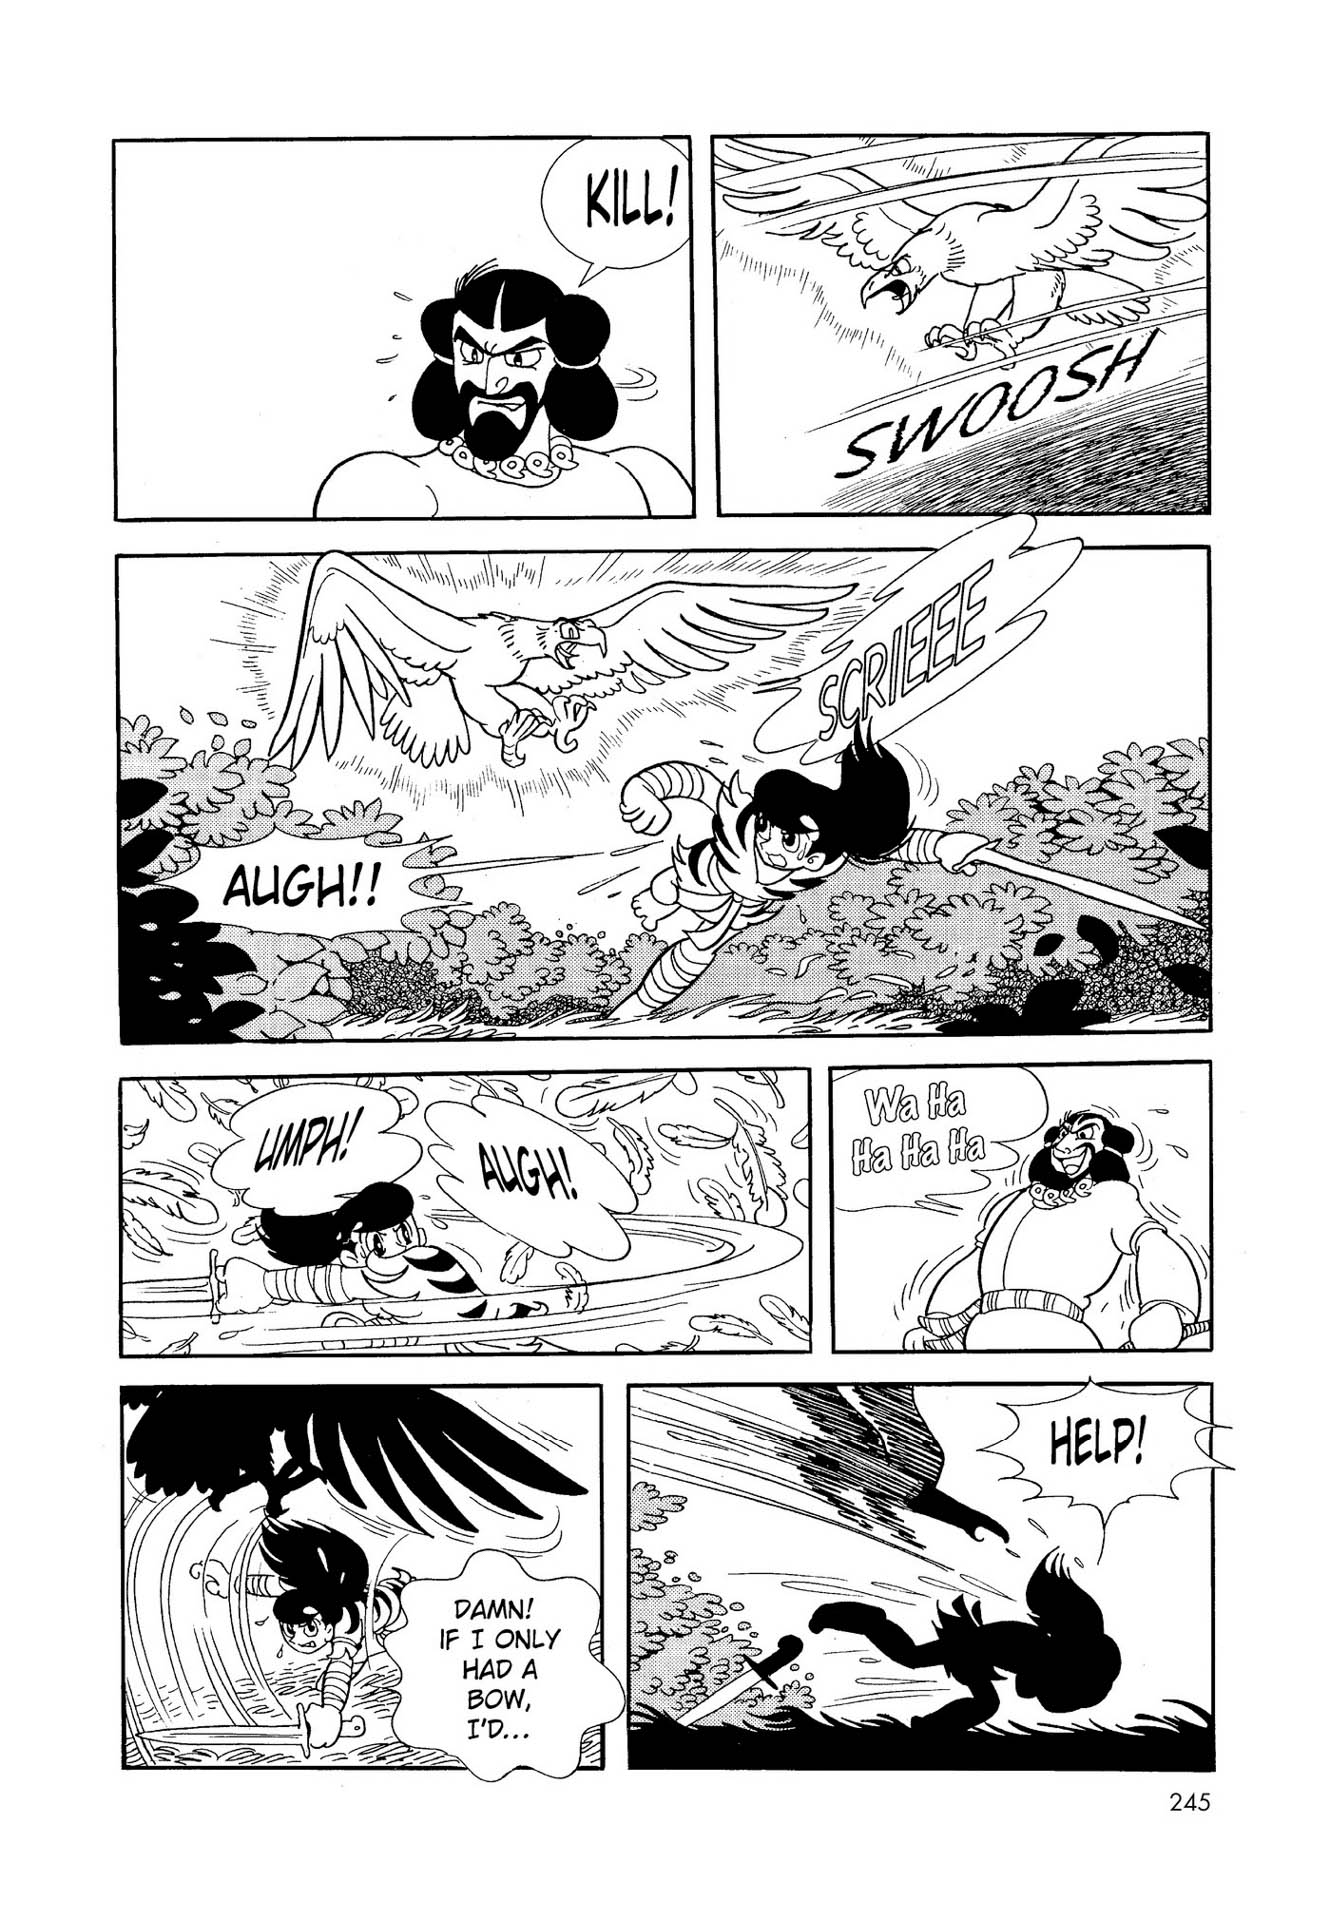 KILL!
SWOOSH
SCRIEEE
AUGH!!
UMPH!
AUGH!
Wa Ha
Ha Ha Ha
DAMN!
IF I ONLY
HAD A
BOW,
I'D...
HELP!
245